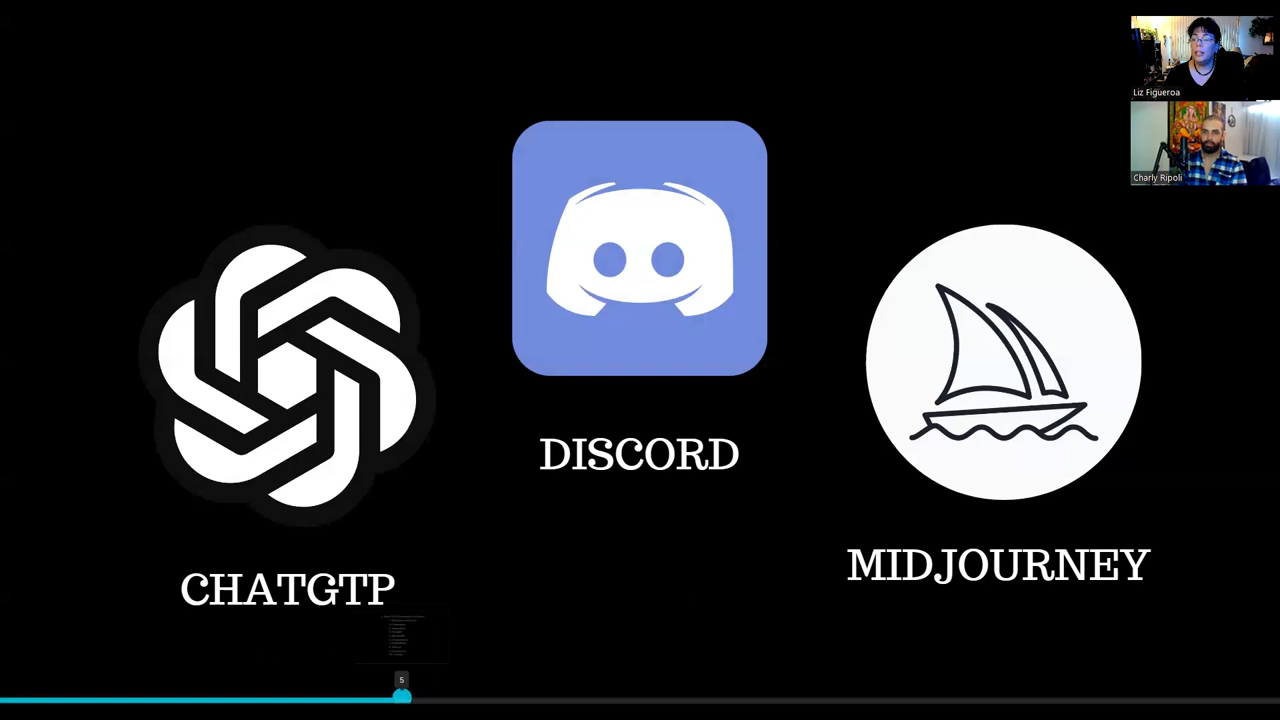 Liz Figueroa
Charly Ripoli
DISCORD
MIDJOURNEY
CHATGTP
5